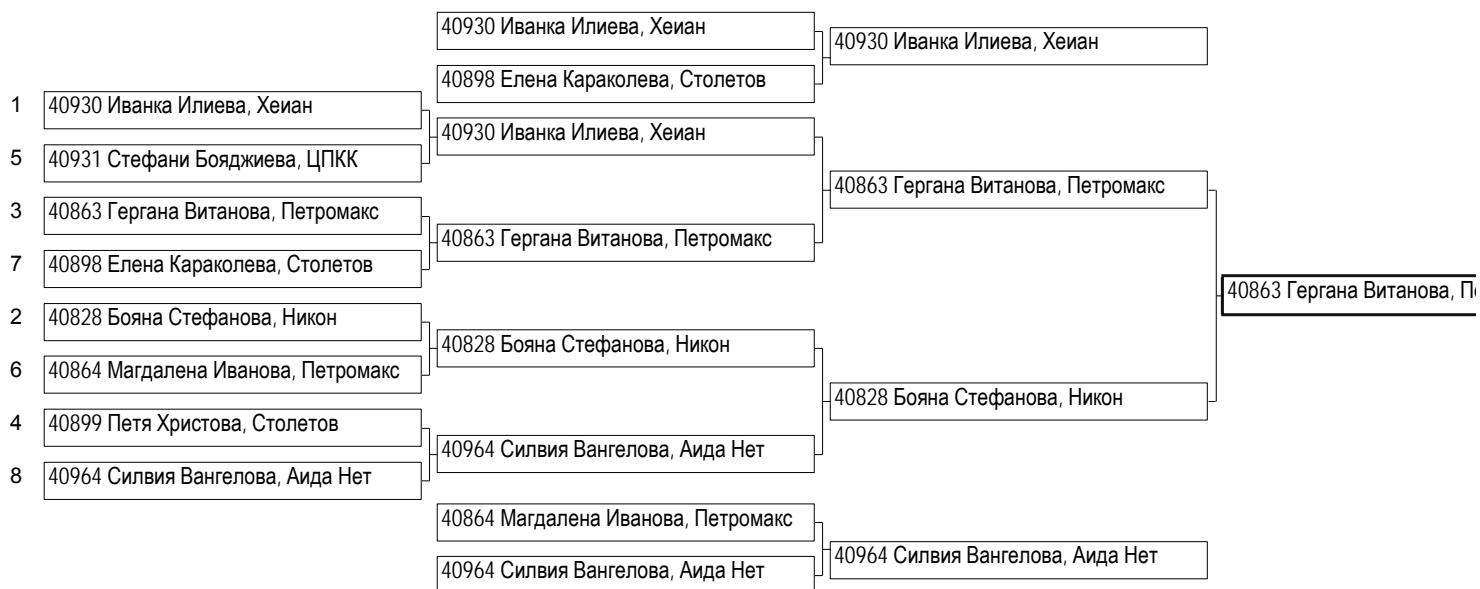 40930 Иванка Илиева, Хеиан
40930 Иванка Илиева, Хеиан
40898 Елена Караколева, Столетов
1 40930 Иванка Илиева, Хеиан
40930 Иванка Илиева, Хеиан
5 40931 Стефани Бояджиева, ЦПКК
40863 Гергана Витанова, Петромакс
3 40863 Гергана Витанова, Петромакс
40863 Гергана Витанова, Петромакс
7 40898 Елена Караколева, Столетов
40863 Гергана Витанова,
2 40828 Бояна Стефанова, Никон
40828 Бояна Стефанова, Никон
6 40864 Магдалена Иванова, Петромакс
40828 Бояна Стефанова, Никон
4 40899 Петя Христова, Столетов
40964 Силвия Вангелова, Аида Нет
8 40964 Силвия Вангелова, Аида Нет
40864 Магдалена Иванова, Петромакс
40964 Силвия Вангелова, Аида Нет
40964 Силвия Вангелова, Аида Нет